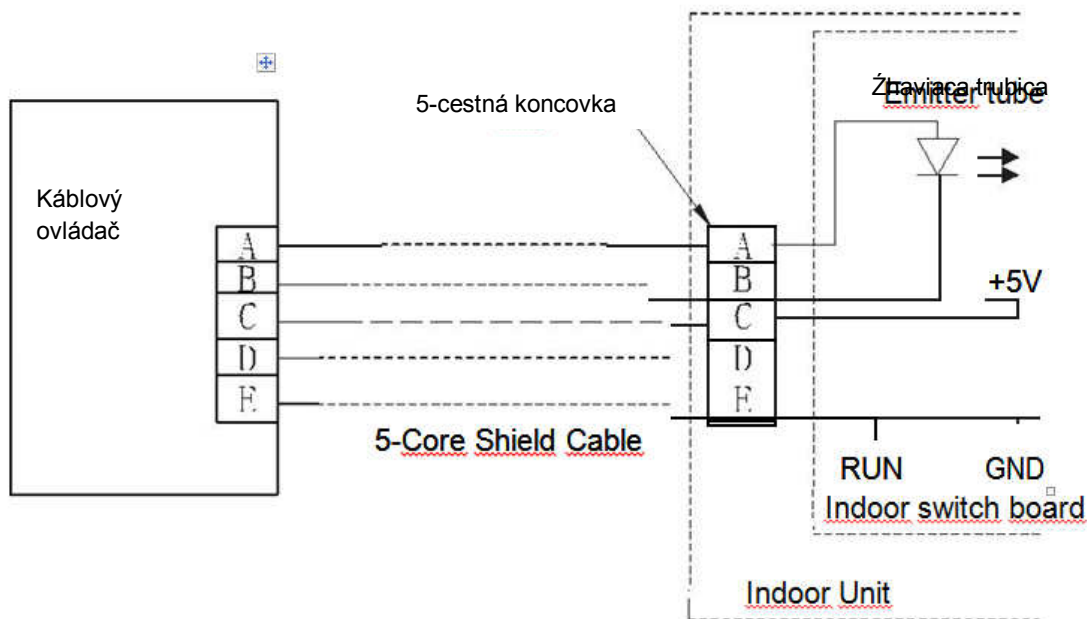 5-cestná koncovka
Žhaviaca trubica
Emitter tube
Káblový
ovládač
A
B
C
D
E
A
B
C
D
E
+5V
5-Core Shield Cable
RUN
GND
Indoor switch board
Indoor Unit